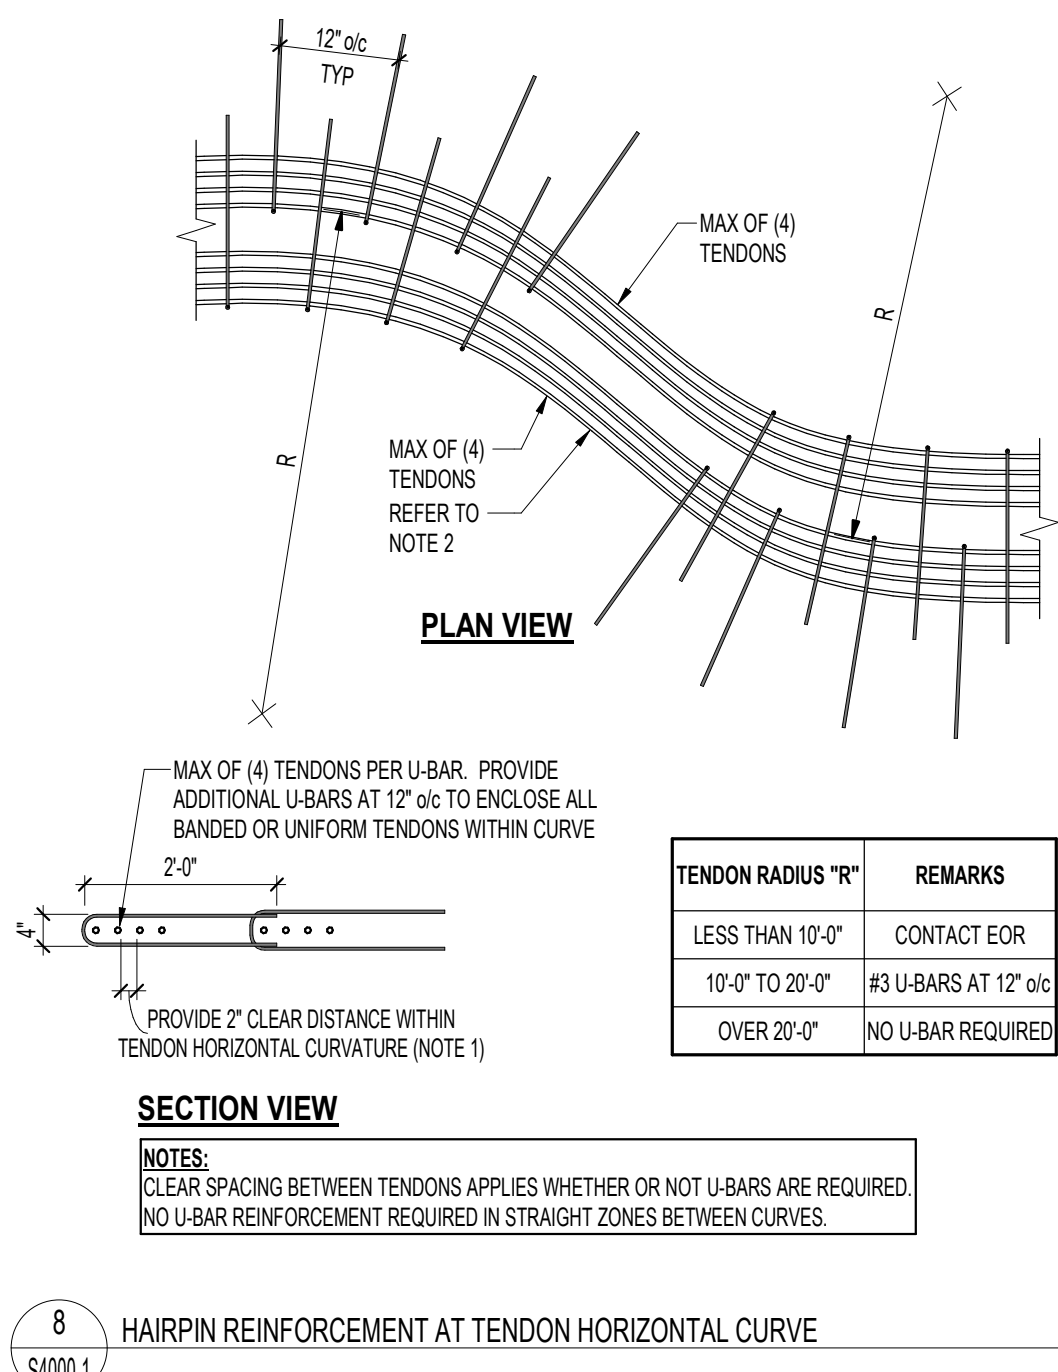 12" o/c
TYP
MAX OF (4)
TENDONS
R
R
MAX OF (4)
TENDONS
REFER TO
NOTE 2
PLAN VIEW
MAX OF (4) TENDONS PER U-BAR. PROVIDE
ADDITIONAL U-BARS AT 12" o/c TO ENCLOSE ALL
BANDED OR UNIFORM TENDONS WITHIN CURVE
2'-0"
4"
PROVIDE 2" CLEAR DISTANCE WITHIN
TENDON HORIZONTAL CURVATURE (NOTE 1)
TENDON RADIUS "R" REMARKS
LESS THAN 10'-0" CONTACT EOR
10'-0" TO 20'-0" #3 U-BARS AT 12" o/c
OVER 20'-0" NO U-BAR REQUIRED
SECTION VIEW
NOTES:
CLEAR SPACING BETWEEN TENDONS APPLIES WHETHER OR NOT U-BARS ARE REQUIRED.
NO U-BAR REINFORCEMENT REQUIRED IN STRAIGHT ZONES BETWEEN CURVES.
8
HAIRPIN REINFORCEMENT AT TENDON HORIZONTAL CURVE
S4000.1